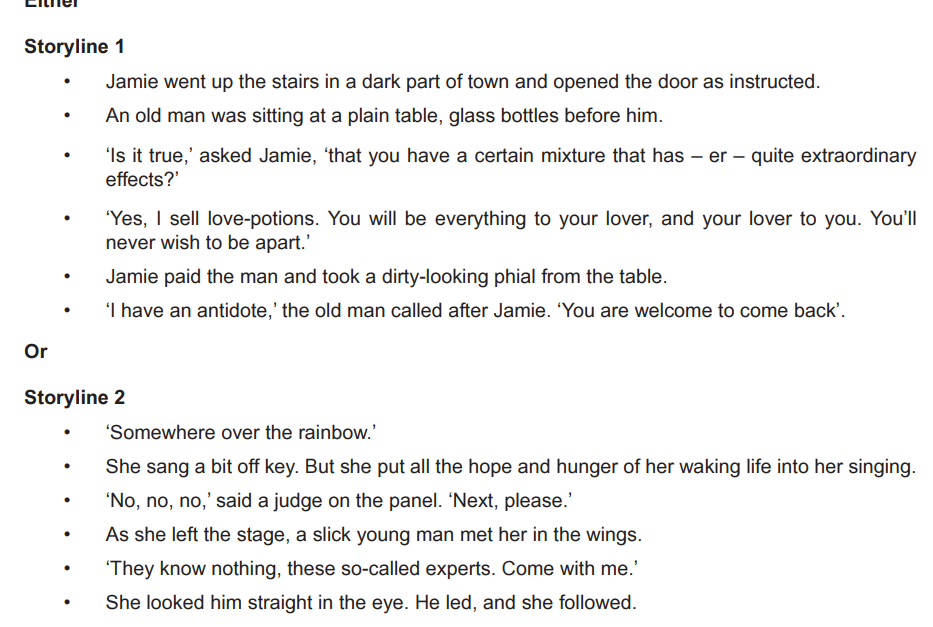 Either
Storyline 1
• Jamie went up the stairs in a dark part of town and opened the door as instructed.
• An old man was sitting at a plain table, glass bottles before him.
• ‘Is it true,’ asked Jamie, ‘that you have a certain mixture that has – er – quite extraordinary
effects?’
• ‘Yes, I sell love-potions. You will be everything to your lover, and your lover to you. You’ll
never wish to be apart.’
• Jamie paid the man and took a dirty-looking phial from the table.
• ‘I have an antidote,’ the old man called after Jamie. ‘You are welcome to come back’.
Or
Storyline 2
• ‘Somewhere over the rainbow.’
• She sang a bit off key. But she put all the hope and hunger of her waking life into her singing.
• ‘No, no, no,’ said a judge on the panel. ‘Next, please.’
• As she left the stage, a slick young man met her in the wings.
• ‘They know nothing, these so-called experts. Come with me.’
• She looked him straight in the eye. He led, and she followed.